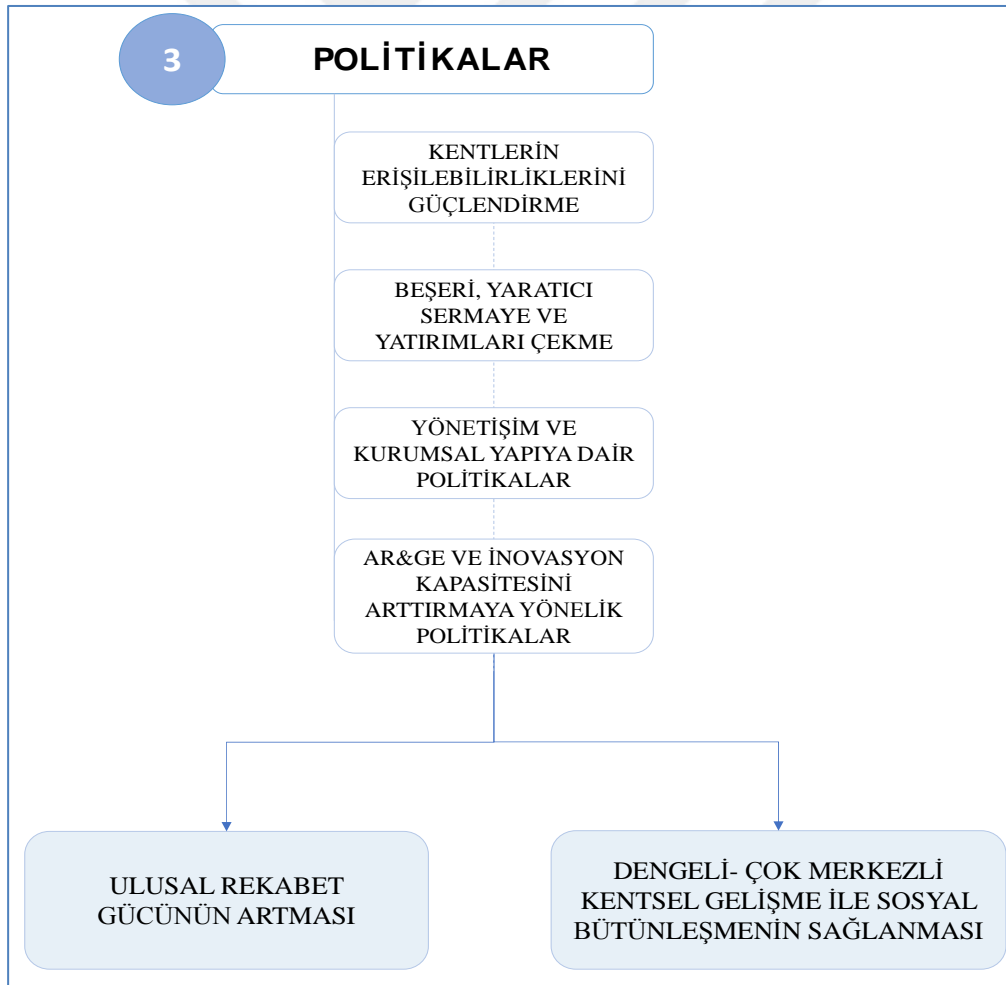 3
POLİTİKALAR
KENTLERİN
ERİŞİLEBİLİRLİKLERİNİ
GÜÇLENDİRME
BEŞERİ, YARATICI
SERMAYE VE
YATIRIMLARI ÇEKME
YÖNETİŞİM VE
KURUMSAL YAPIYA DAİR
POLİTİKALAR
AR&GE VE İNOVASYON
KAPASİTESİNİ
ARTTIRMAYA YÖNELİK
POLİTİKALAR
ULUSAL REKABET
GÜCÜNÜN ARTMASI
DENGELİ- ÇOK MERKEZLİ
KENTSEL GELİŞME İLE SOSYAL
BÜTÜNLEŞMENİN SAĞLANMASI